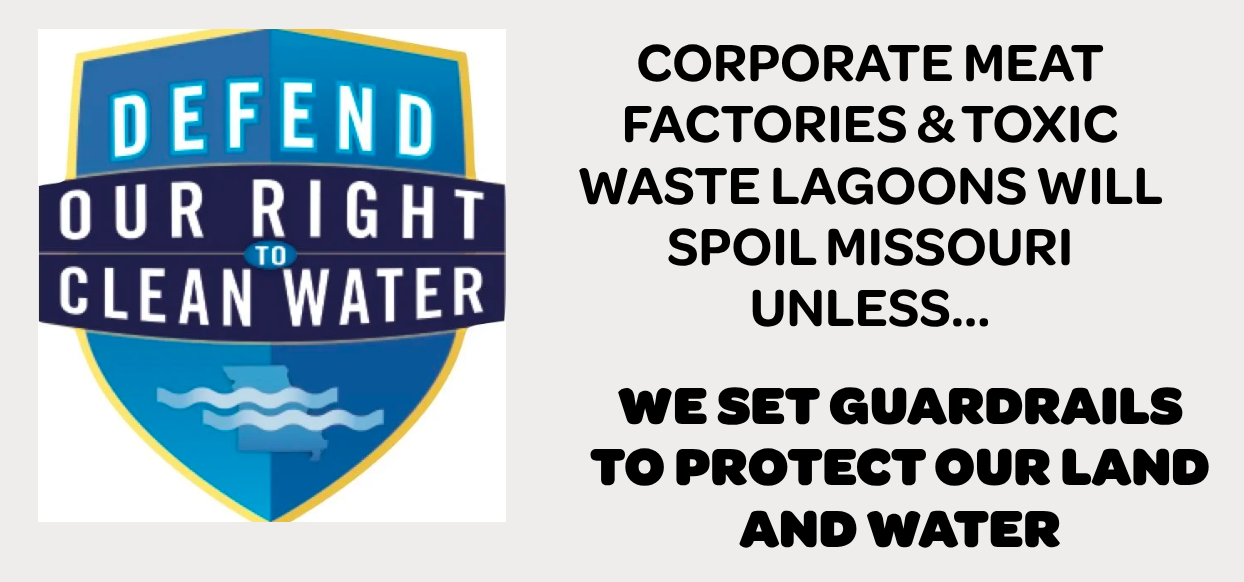 DEFEND
OUR RIGHT
TO
CLEAN WATER
CORPORATE MEAT
FACTORIES & TOXIC
WASTE LAGOONS WILL
SPOIL MISSOURI
UNLESS...
WE SET GUARDRAILS
TO PROTECT OUR LAND
AND WATER